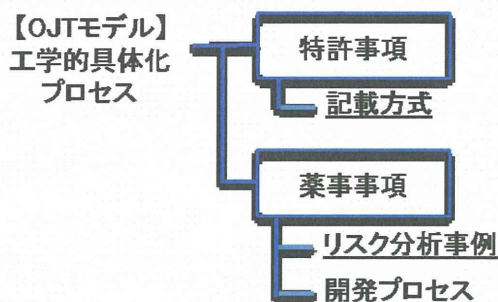 【OJTモデル】
工学的具体化
プロセス
特許事項
記載方式
薬事事項
リスク分析事例
開発プロセス